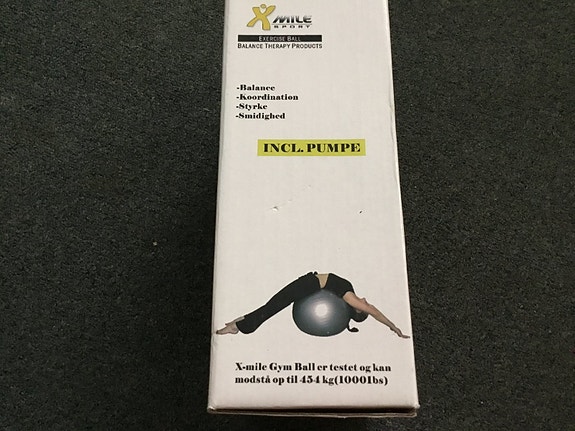 X MILE
SPORT
EXERCISE BALL
BALANCE THERAPY PRODUCTS
-Balance
-Koordination
-Styrke
-Smidighed
INCL. PUMPE
X-mile Gym Ball er testet og kan
modstå op til 454 kg(1000lbs)